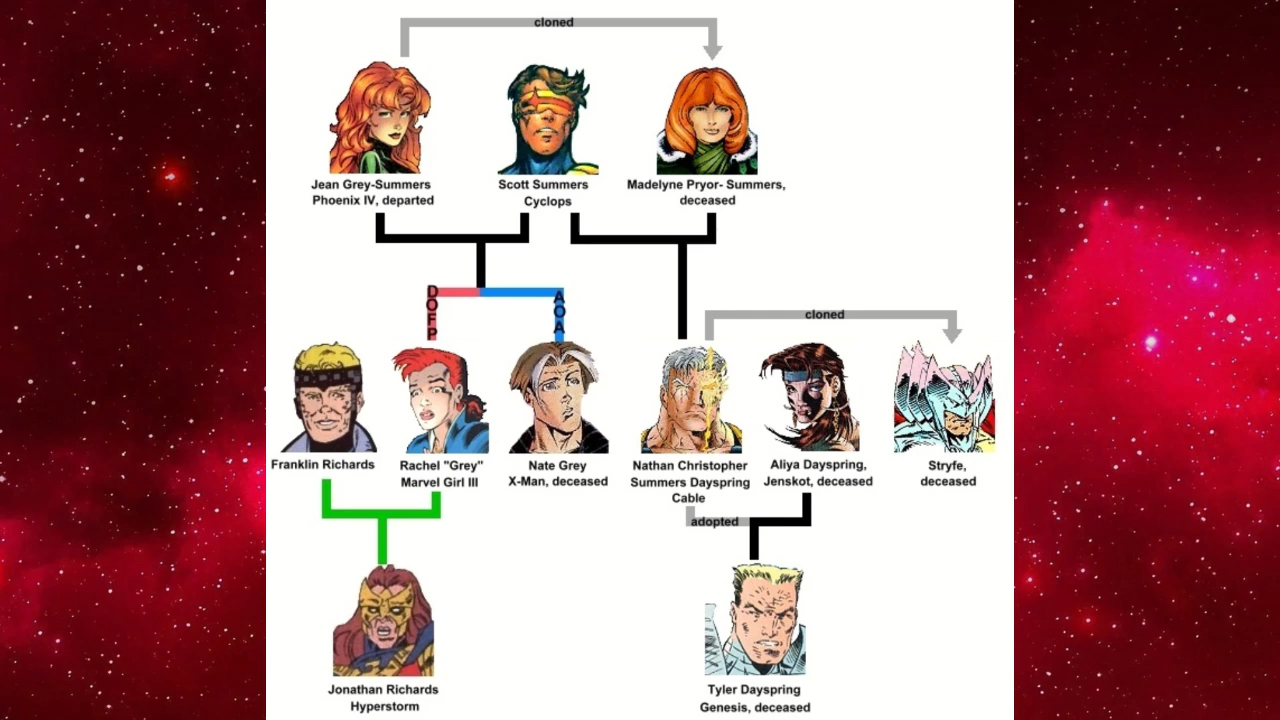 cloned
Jean Grey-Summers
Phoenix IV, departed
Scott Summers
Cyclops
Madelyne Pryor- Summers,
deceased
DOFP
AOA
cloned
Franklin Richards
Rachel "Grey"
Marvel Girl III
Nate Grey
X-Man, deceased
Nathan Christopher
Summers Dayspring
Cable
Aliya Dayspring,
Jenskot, deceased
Stryfe,
deceased
adopted
Jonathan Richards
Hyperstorm
Tyler Dayspring
Genesis, deceased